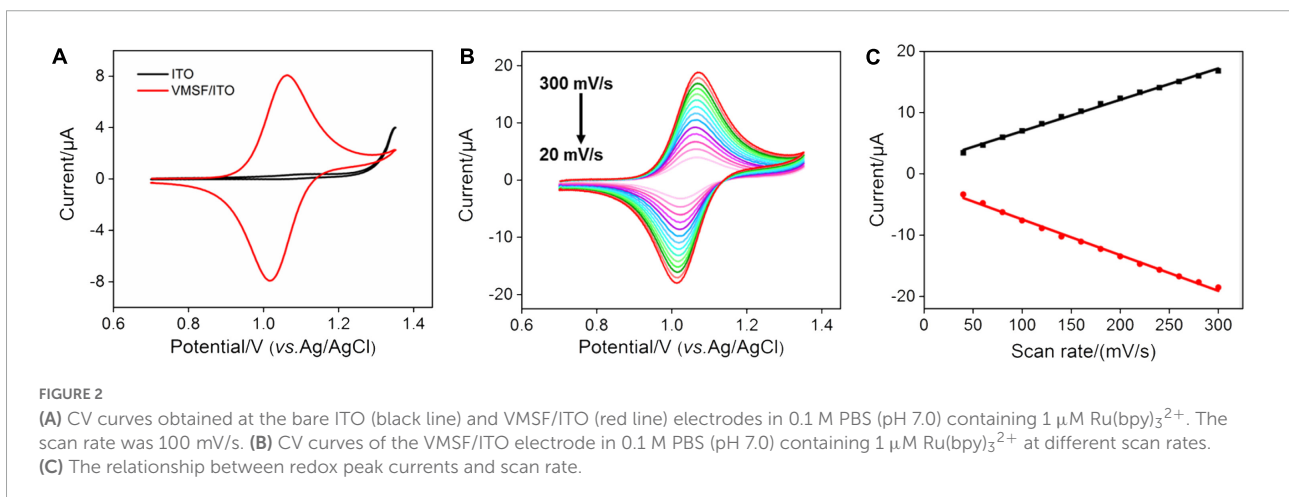 A
ITO
VMSF/ITO
8
4
0
-4
-8
Current/μA
0.6 0.8 1.0 1.2 1.4
Potential/V (vs.Ag/AgCl)
B
300 mV/s
20 mV/s
20
10
0
-10
-20
Current/μA
0.6 0.8 1.0 1.2 1.4
Potential/V (vs.Ag/AgCl)
C
20
10
0
-10
-20
Current/μA
0 50 100 150 200 250 300
Scan rate/(mV/s)
FIGURE 2
(A) CV curves obtained at the bare ITO (black line) and VMSF/ITO (red line) electrodes in 0.1 M PBS (pH 7.0) containing 1 μM Ru(bpy)₃²⁺. The
scan rate was 100 mV/s. (B) CV curves of the VMSF/ITO electrode in 0.1 M PBS (pH 7.0) containing 1 μM Ru(bpy)₃²⁺ at different scan rates.
(C) The relationship between redox peak currents and scan rate.